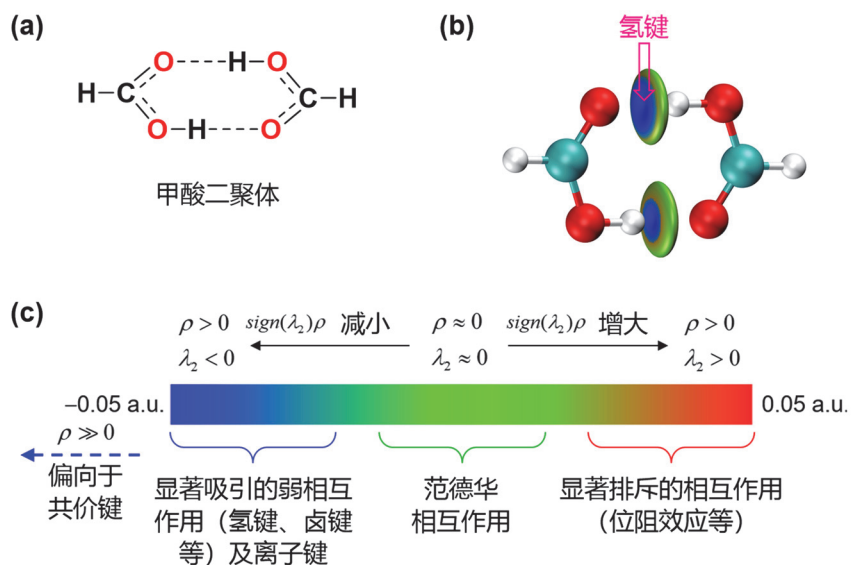 (a)
O H O
H C C H
O H O
甲酸二聚体
(b)
氢键
(c)
ρ > 0 sign(λ₂)ρ 减小 ρ ≈ 0 sign(λ₂)ρ 增大 ρ > 0
λ₂ < 0 λ₂ ≈ 0 λ₂ > 0
−0.05 a.u. 0.05 a.u.
ρ ≫ 0
偏向于
共价键
显著吸引的弱相互
作用（氢键、卤键
等）及离子键
范德华
相互作用
显著排斥的相互作用
（位阻效应等）